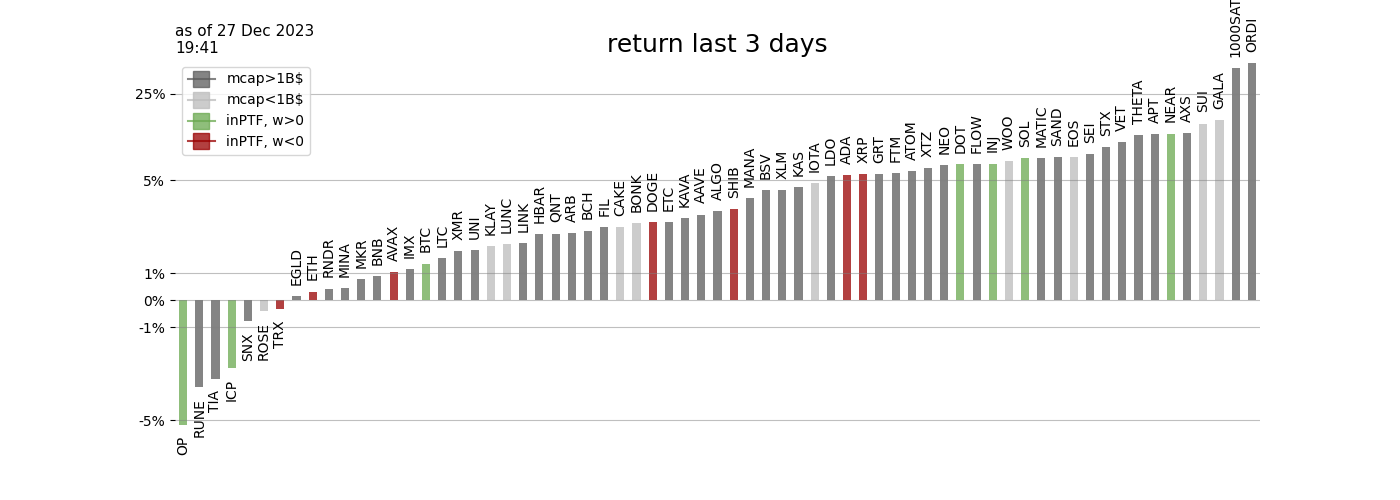 as of 27 Dec 2023
19:41
return last 3 days
mcap>1B$
mcap<1B$
inPTF, w>0
inPTF, w<0
25%
5%
1%
0%
-1%
-5%
OP
RUNE
TIA
ICP
SNX
ROSE
TRX
EGLD
ETH
RNDR
MINA
MKR
BNB
AVAX
IMX
BTC
LTC
XMR
UNI
KLAY
LUNC
LINK
HBAR
QNT
ARB
BCH
FIL
CAKE
BONK
DOGE
ETC
KAVA
AAVE
ALGO
SHIB
MANA
BSV
XLM
KAS
IOTA
LDO
ADA
XRP
GRT
FTM
ATOM
XTZ
NEO
DOT
FLOW
INJ
WOO
SOL
MATIC
SAND
EOS
SEI
STX
VET
THETA
APT
NEAR
AXS
SUI
GALA
1000SAT
ORDI